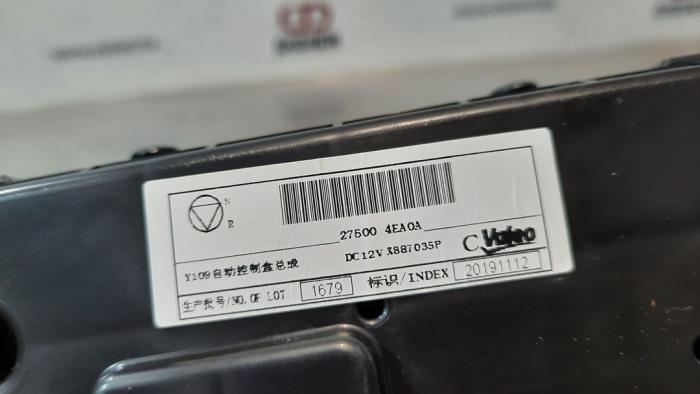 S
R
27500 4EA0A
DC12V X887035P
C Valeo
Y109自动控制盒总成
生产批号/NO.OF LOT 1679 标识/INDEX 20191112